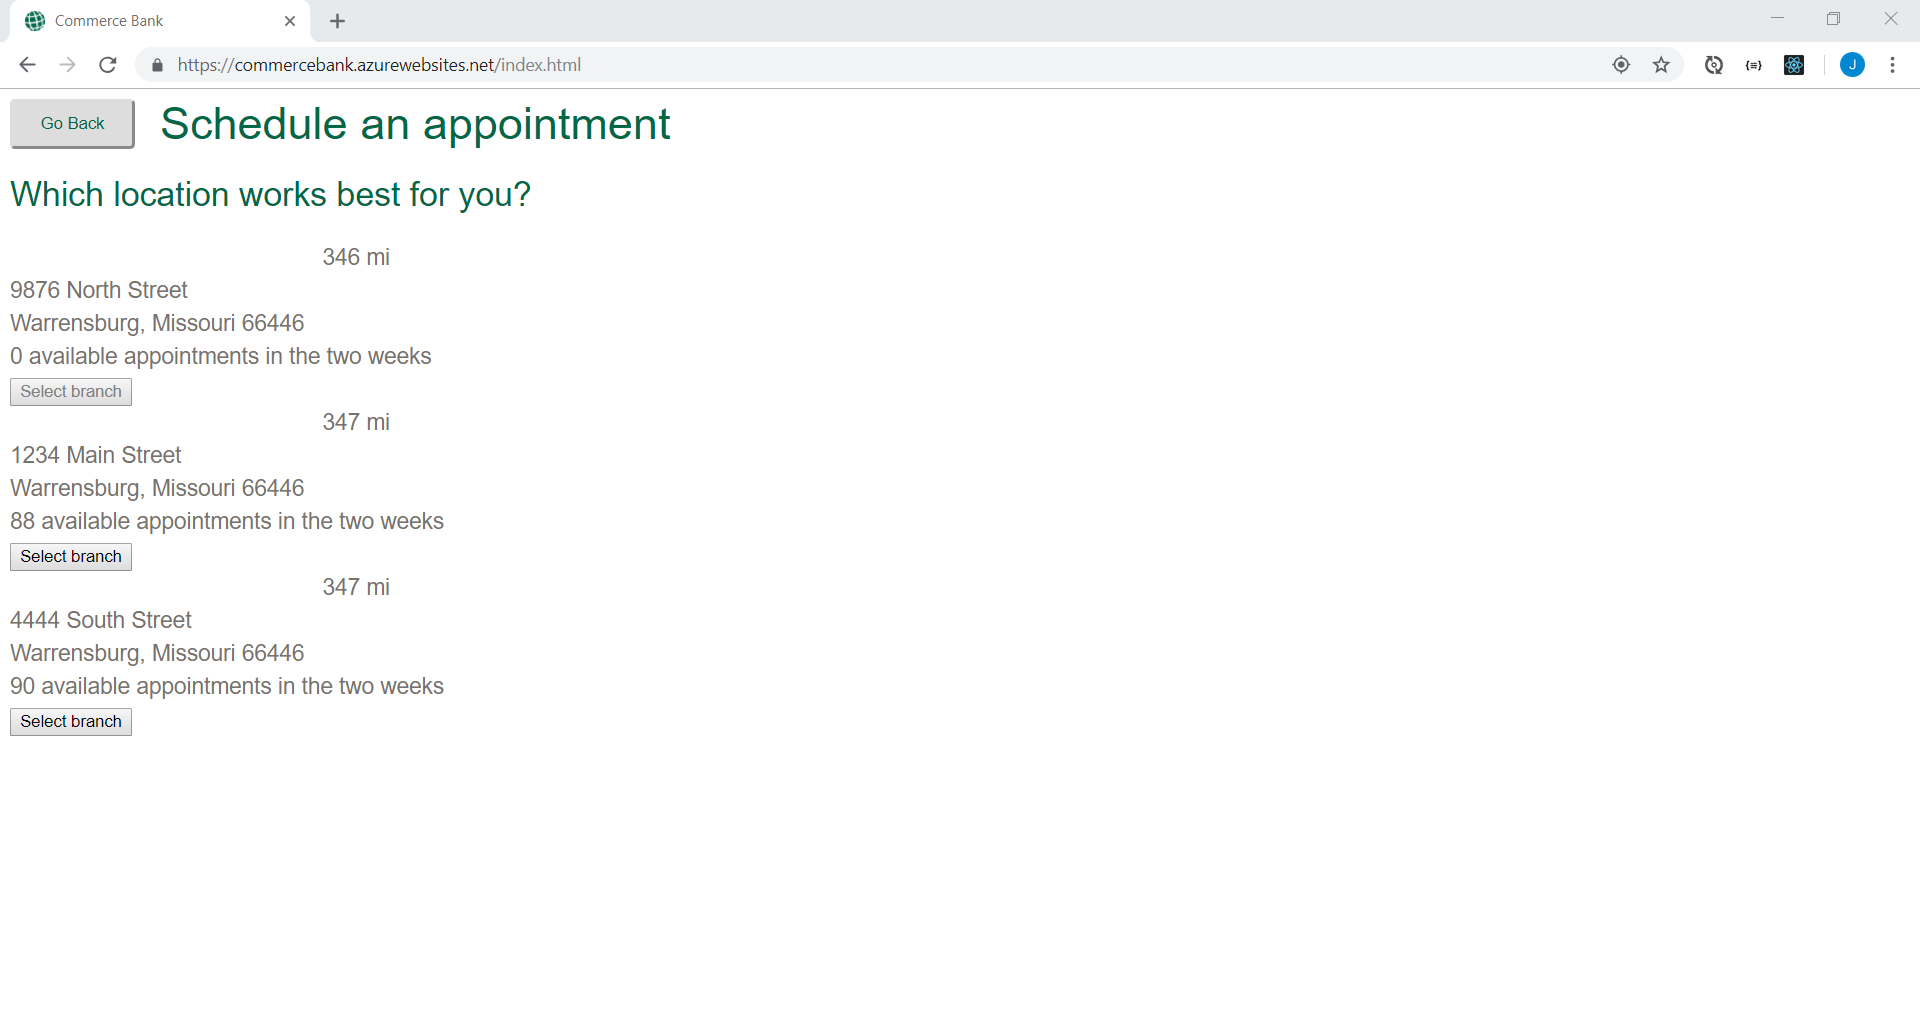 Commerce Bank
https://commercebank.azurewebsites.net/index.html
J
Go Back
Schedule an appointment
Which location works best for you?
346 mi
9876 North Street
Warrensburg, Missouri 66446
0 available appointments in the two weeks
Select branch
347 mi
1234 Main Street
Warrensburg, Missouri 66446
88 available appointments in the two weeks
Select branch
347 mi
4444 South Street
Warrensburg, Missouri 66446
90 available appointments in the two weeks
Select branch